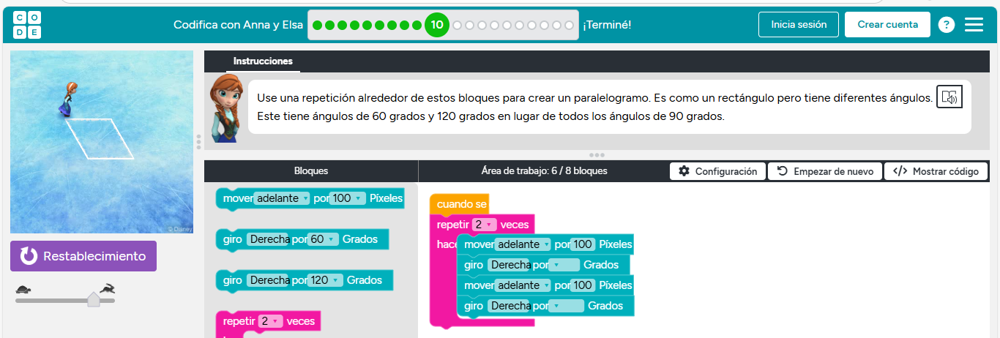 CO
DE
Codifica con Anna y Elsa
10
¡Terminé!
Inicia sesión
Crear cuenta
?
Instrucciones
Use una repetición alrededor de estos bloques para crear un paralelogramo. Es como un rectángulo pero tiene diferentes ángulos.
Este tiene ángulos de 60 grados y 120 grados en lugar de todos los ángulos de 90 grados.
© Disney
Restablecimiento
Bloques
Área de trabajo: 6 / 8 bloques
Configuración
Empezar de nuevo
</> Mostrar código
mover adelante por 100 Píxeles
giro Derecha por 60 Grados
giro Derecha por 120 Grados
repetir 2 veces
cuando se
repetir 2 veces
hace mover adelante por 100 Píxeles
giro Derecha por Grados
mover adelante por 100 Píxeles
giro Derecha por Grados